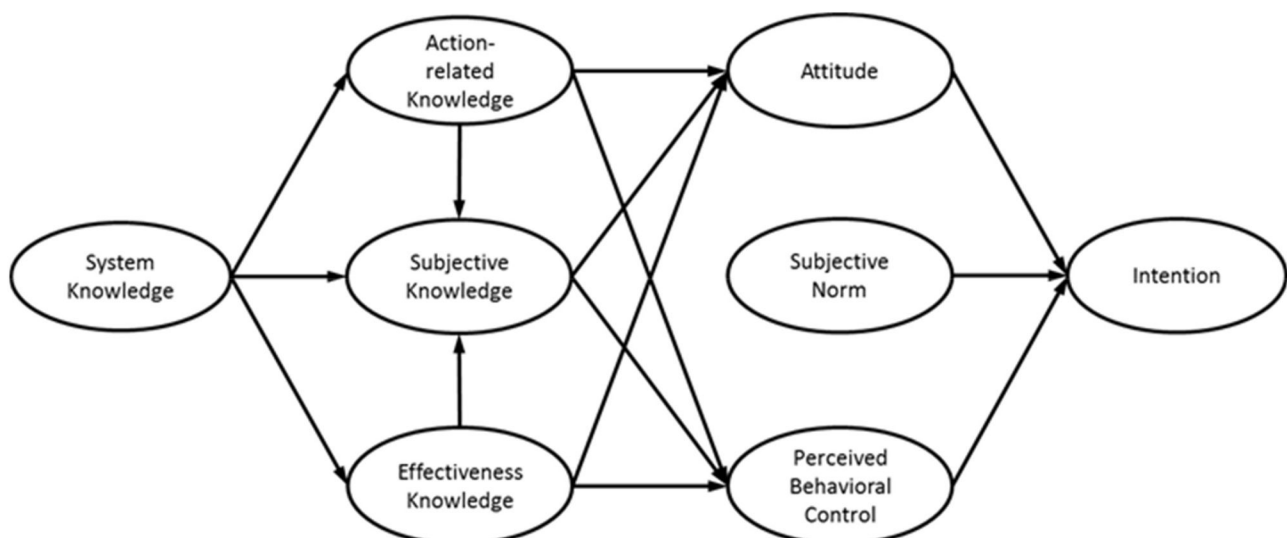 Action-
related
Knowledge
Attitude
System
Knowledge
Subjective
Knowledge
Subjective
Norm
Intention
Effectiveness
Knowledge
Perceived
Behavioral
Control